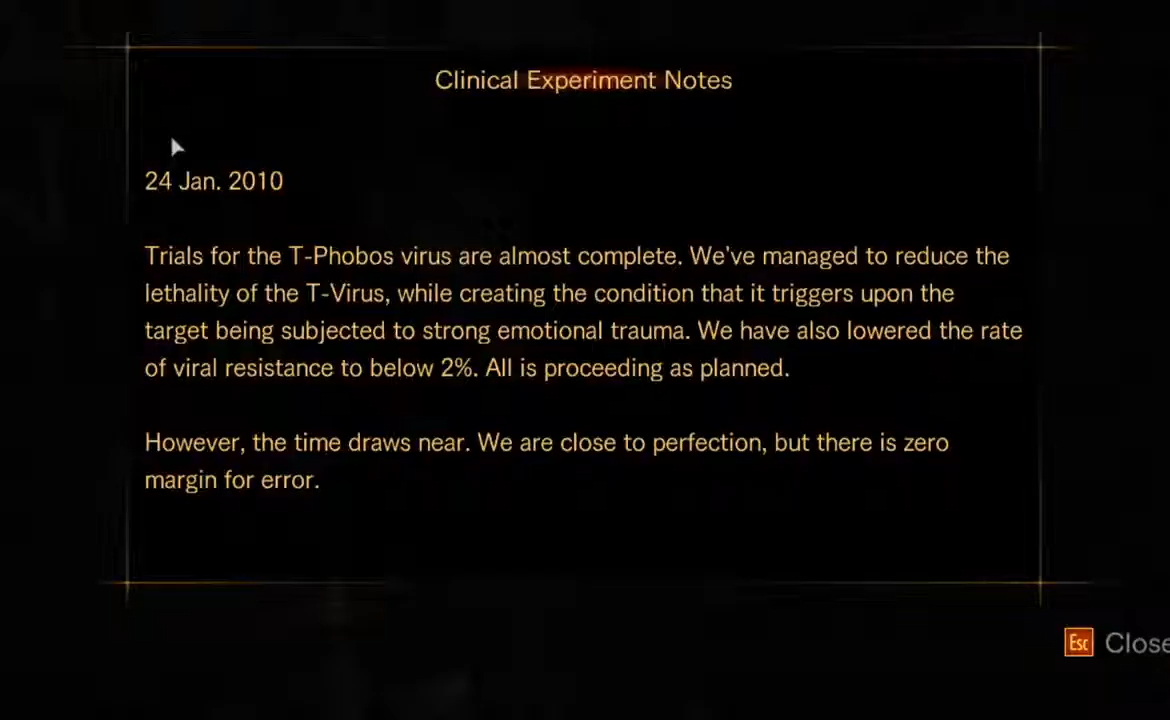 Clinical Experiment Notes
24 Jan. 2010
Trials for the T-Phobos virus are almost complete. We've managed to reduce the
lethality of the T-Virus, while creating the condition that it triggers upon the
target being subjected to strong emotional trauma. We have also lowered the rate
of viral resistance to below 2%. All is proceeding as planned.
However, the time draws near. We are close to perfection, but there is zero
margin for error.
Esc Close